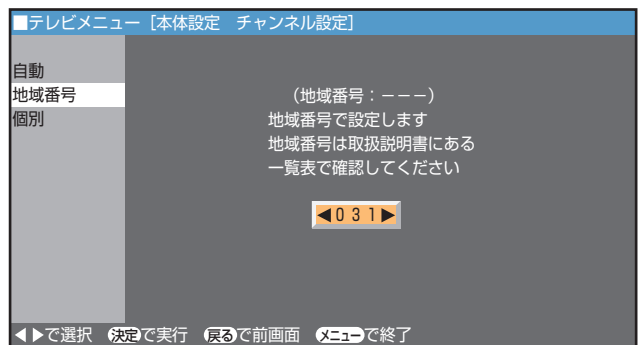 ■テレビメニュー［本体設定　チャンネル設定］
自動
地域番号
個別
（地域番号：－－－）
地域番号で設定します
地域番号は取扱説明書にある
一覧表で確認してください
◀０３１▶
◀ ▶で選択　決定で実行　戻るで前画面　メニューで終了